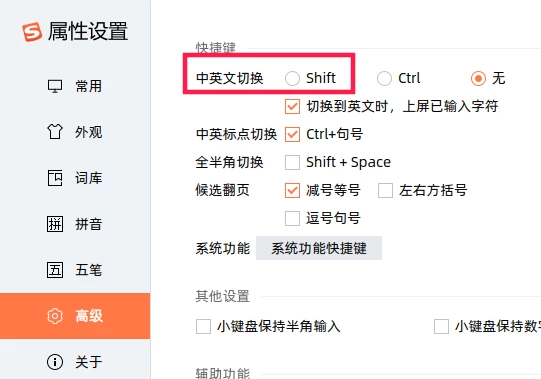 属性设置
常用
外观
词库
拼 拼音
五 五笔
高级
关于
快捷键
中英文切换 Shift Ctrl 无
切换到英文时，上屏已输入字符
中英标点切换 Ctrl+句号
全半角切换 Shift + Space
候选翻页 减号等号 左右方括号
逗号句号
系统功能 系统功能快捷键
其他设置
小键盘保持半角输入 小键盘保持数字
辅助功能